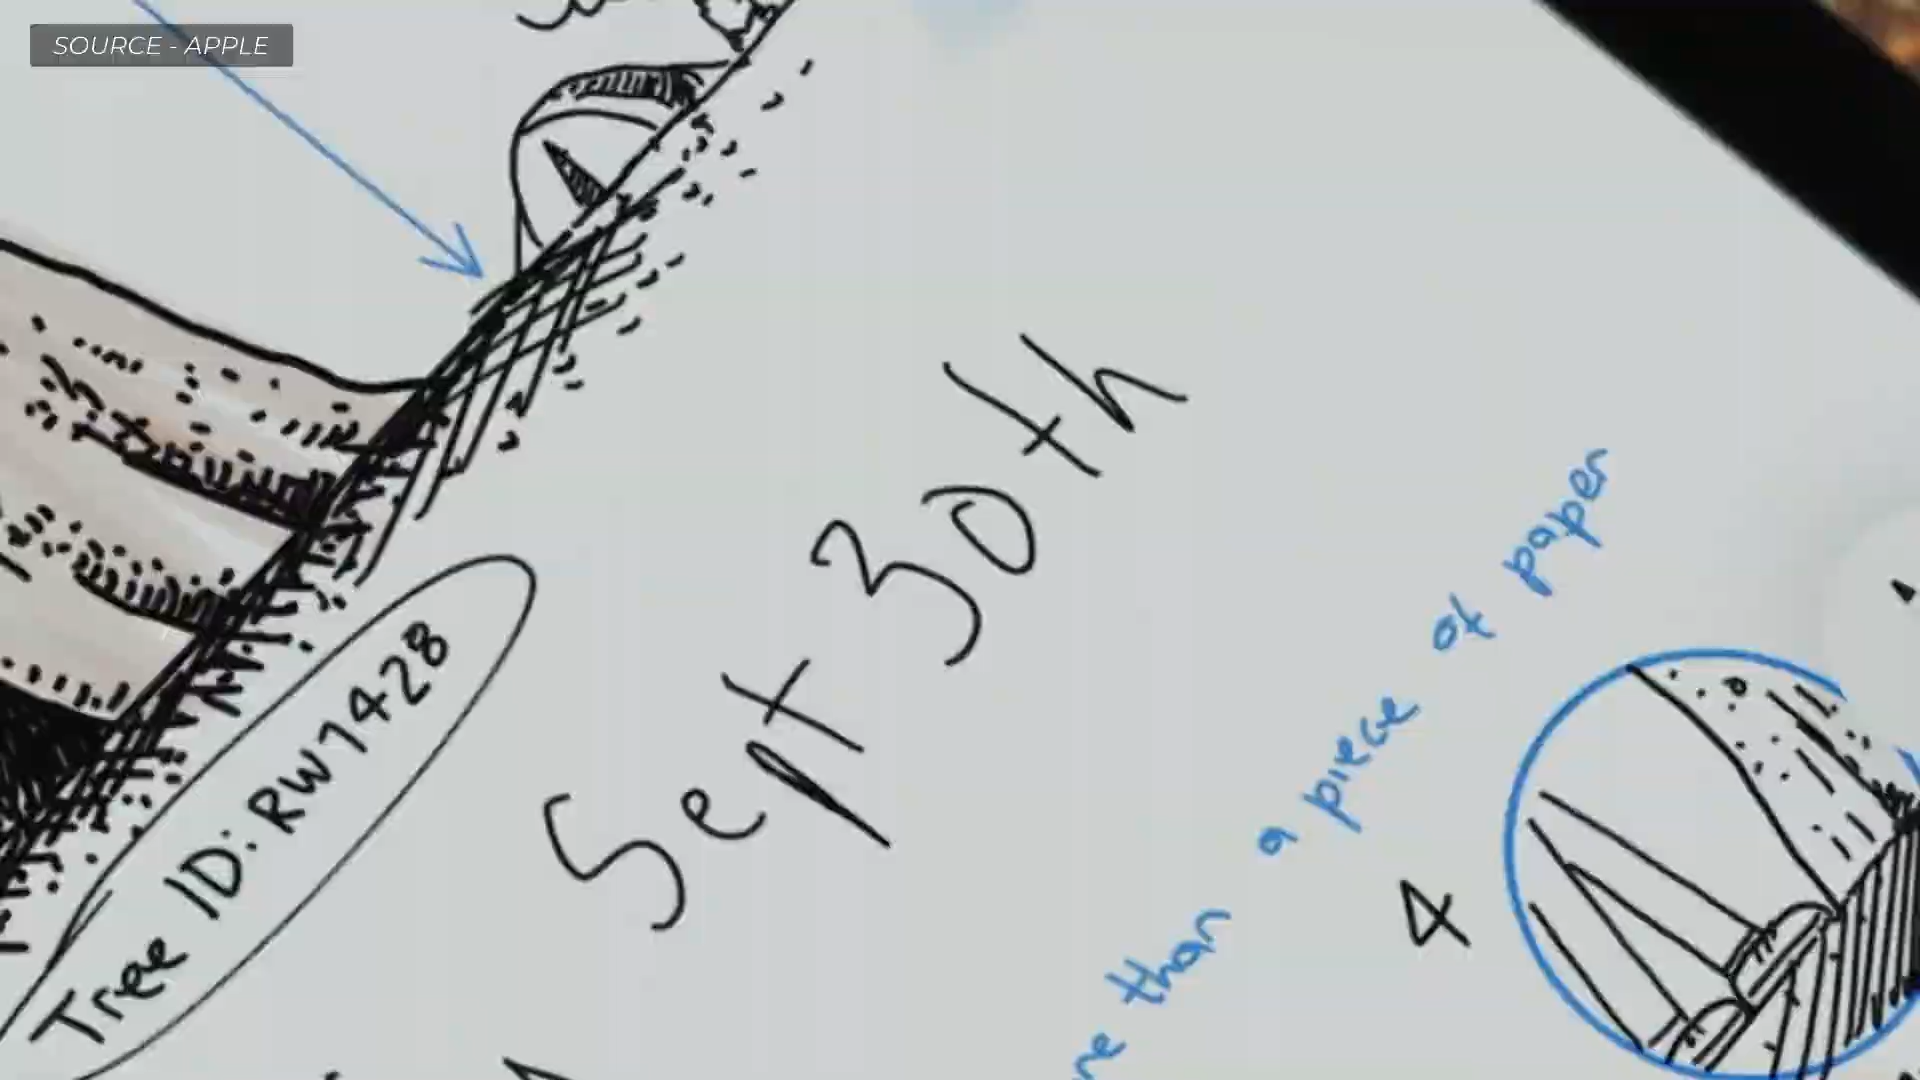 SOURCE - APPLE
Tree ID: RW7428
Sept 30th
than a piece of paper
4